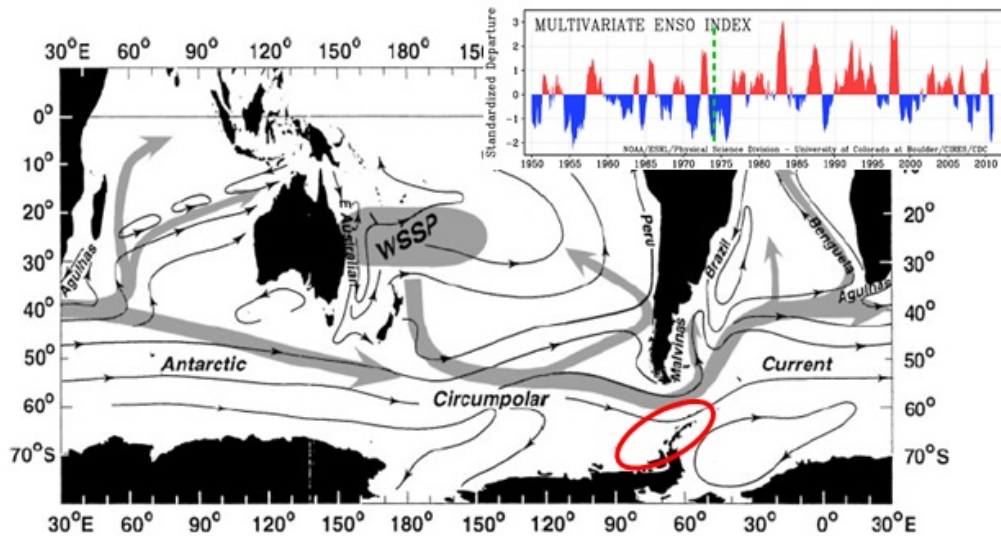 30° 60° 90° 120° 150° 180° 150
MULTIVARIATE ENSO INDEX
Standardized Departure
3
2
1
0
-1
-2
NOAA/ESRL/Physical Science Division - University of Colorado at Boulder/CIRES/CDC
1950 1955 1960 1965 1970 1975 1980 1985 1990 1995 2000 2005 2010
0°
10°
20°
30°
40°
50°
60°
70°S
10°
20°
30°
40°
50°
60°
70°S
Agulhas
E Australian
WSSP
Peru
Brazil
Benguela
Agulhas
Malvinas
Antarctic
Circumpolar
Current
30°E 60° 90° 120° 150° 180° 150° 120° 90° 60° 30°W 0° 30°E